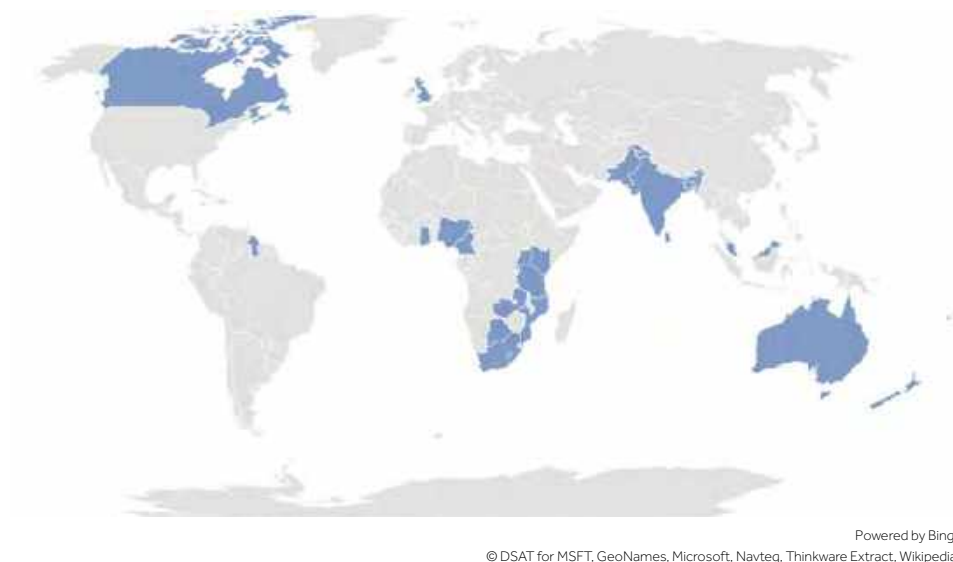 Powered by Bing
© DSAT for MSFT, GeoNames, Microsoft, Navteq, Thinkware Extract, Wikipedia